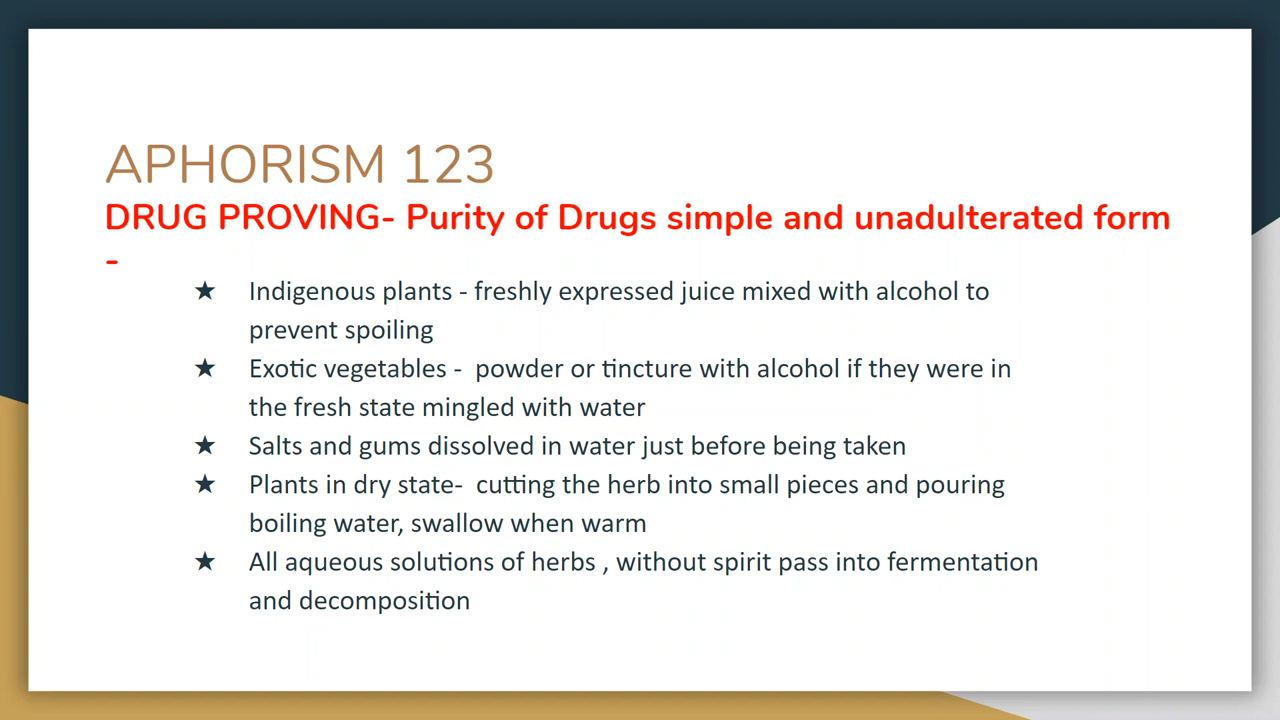 APHORISM 123
DRUG PROVING- Purity of Drugs simple and unadulterated form
-
★ Indigenous plants - freshly expressed juice mixed with alcohol to
prevent spoiling
★ Exotic vegetables -  powder or tincture with alcohol if they were in
the fresh state mingled with water
★ Salts and gums dissolved in water just before being taken
★ Plants in dry state-  cutting the herb into small pieces and pouring
boiling water, swallow when warm
★ All aqueous solutions of herbs , without spirit pass into fermentation
and decomposition